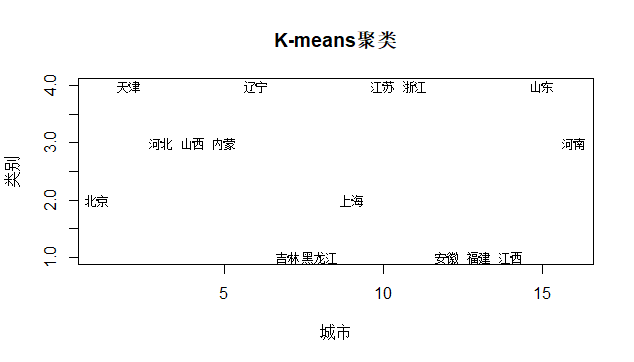 K-means聚类
4.0
天津 辽宁 江苏 浙江 山东
3.0
河北 山西 内蒙 河南
类别
2.0
北京 上海
1.0
吉林 黑龙江 安徽 福建 江西
5 10 15
城市